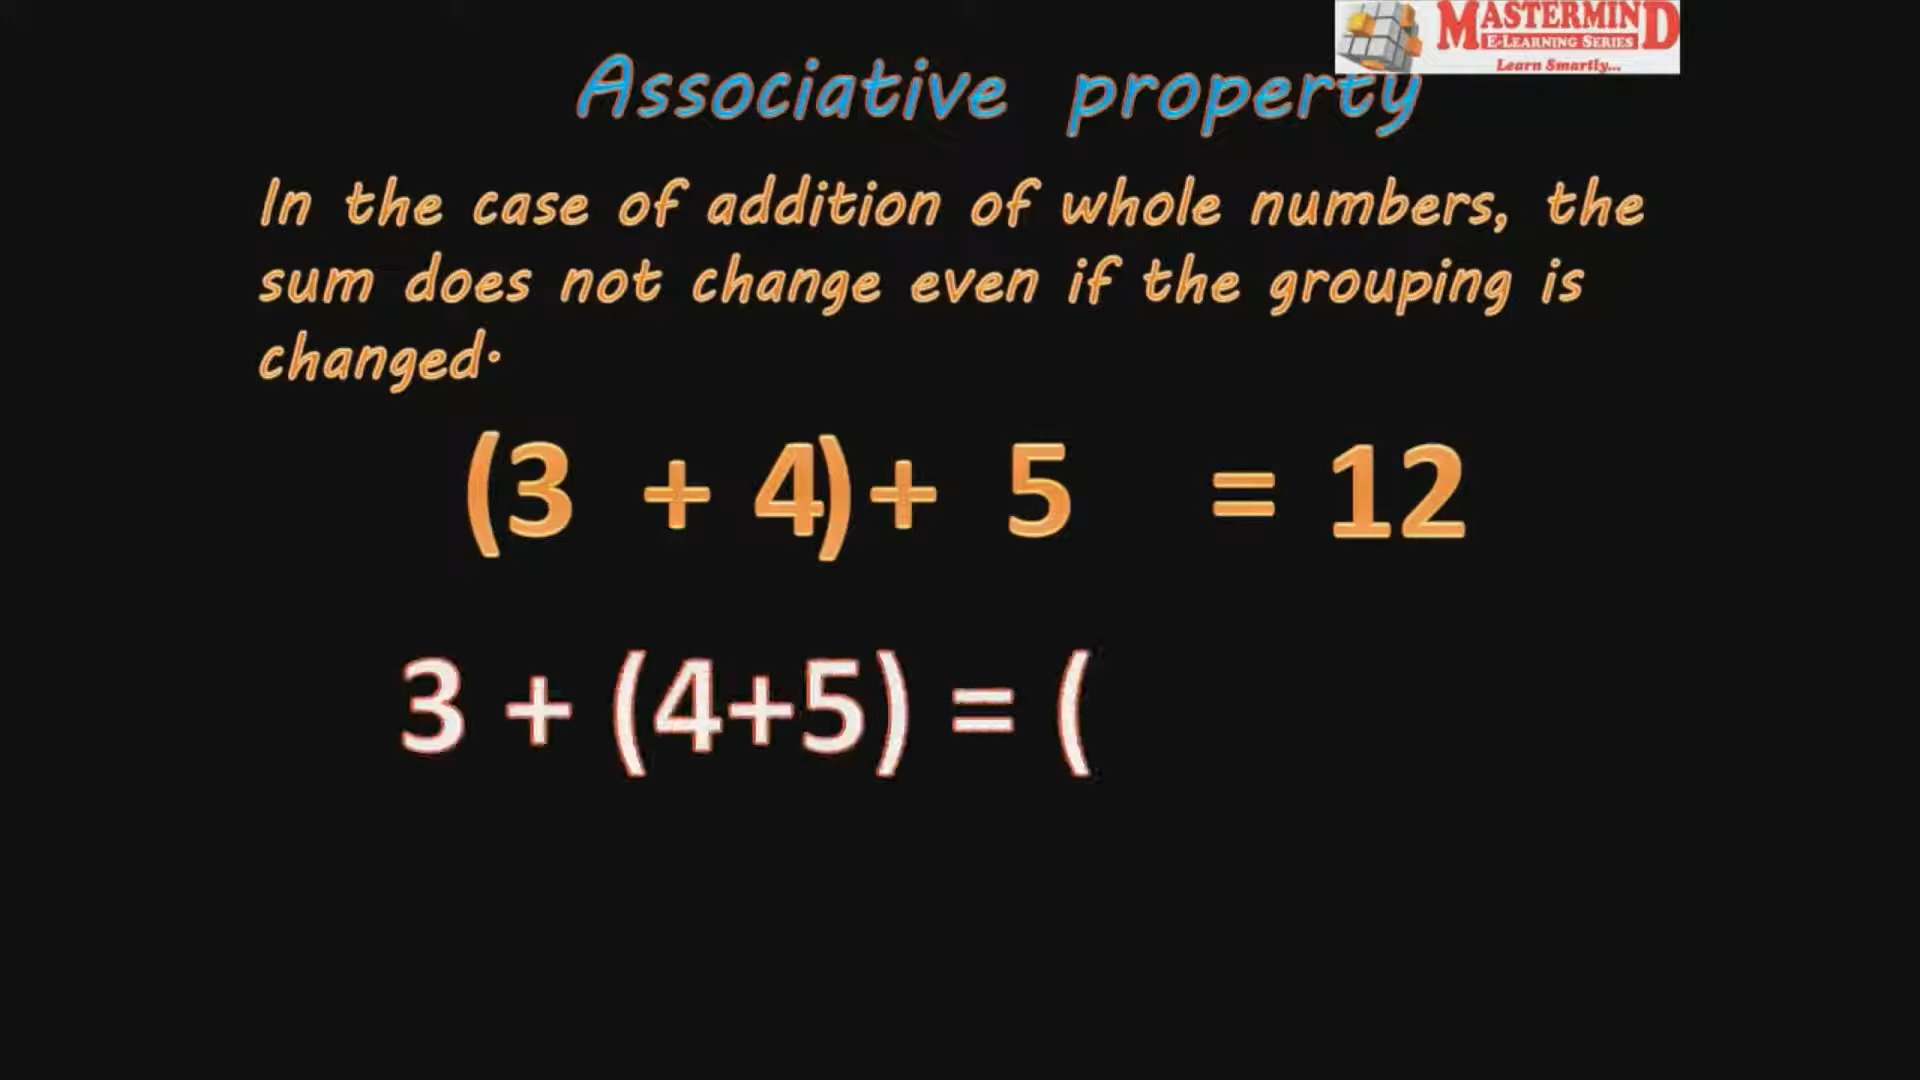 MASTERMIND
E-LEARNING SERIES
Learn Smartly...
Associative property
In the case of addition of whole numbers, the
sum does not change even if the grouping is
changed.
(3 + 4)+ 5 = 12
3 + (4+5) = (